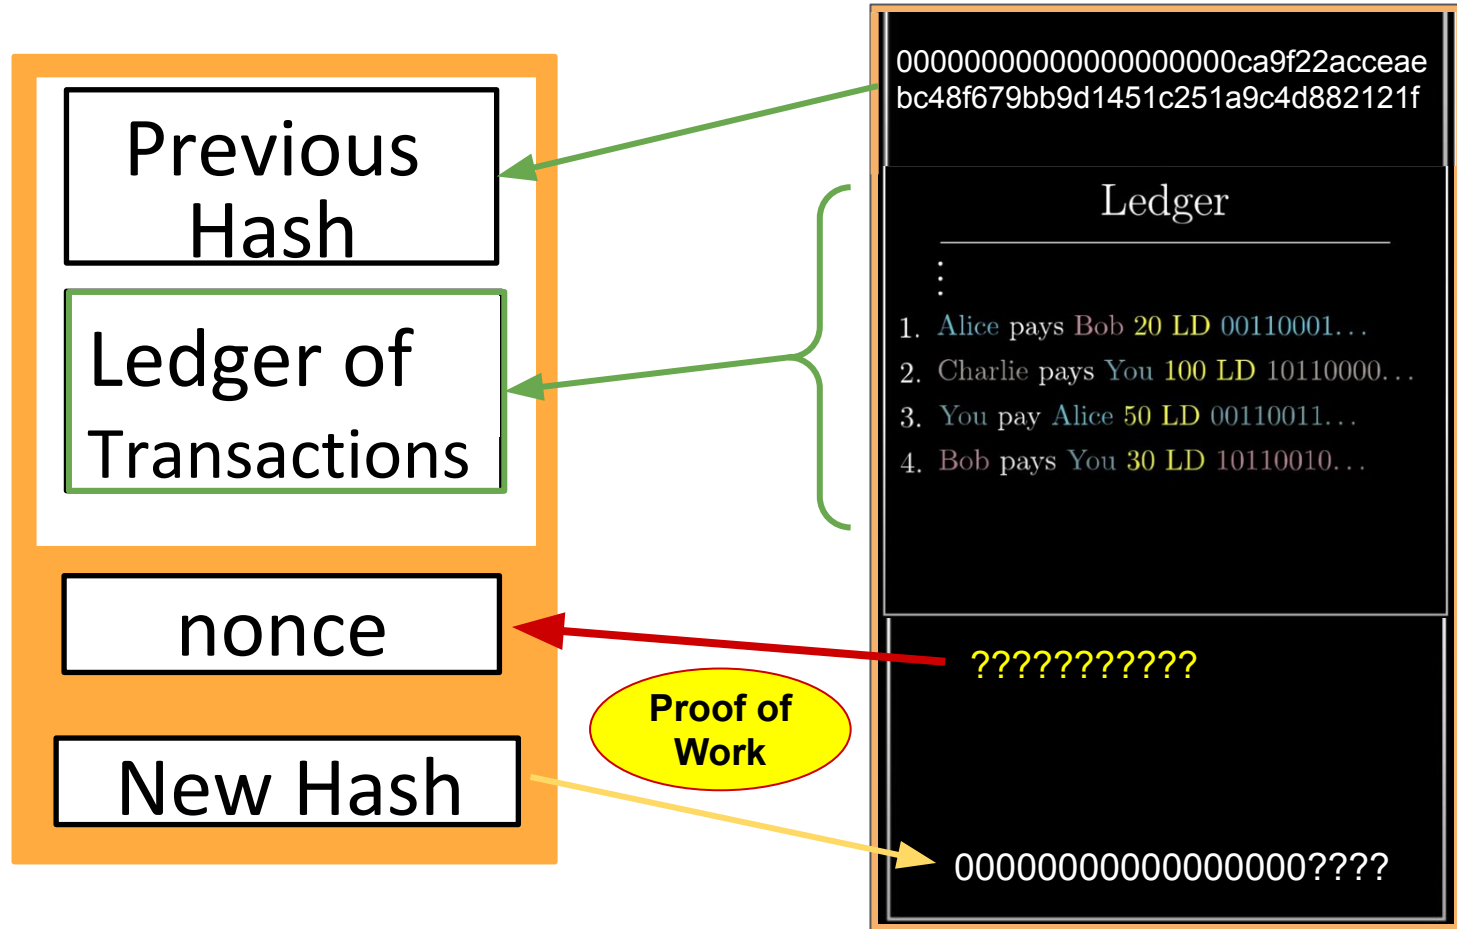 Previous
Hash
Ledger of
Transactions
nonce
New Hash
Proof of
Work
00000000000000000000ca9f22acceae
bc48f679bb9d1451c251a9c4d882121f
Ledger
⋮
1. Alice pays Bob 20 LD 00110001...
2. Charlie pays You 100 LD 10110000...
3. You pay Alice 50 LD 00110011...
4. Bob pays You 30 LD 10110010...
???????????
00000000000000000????